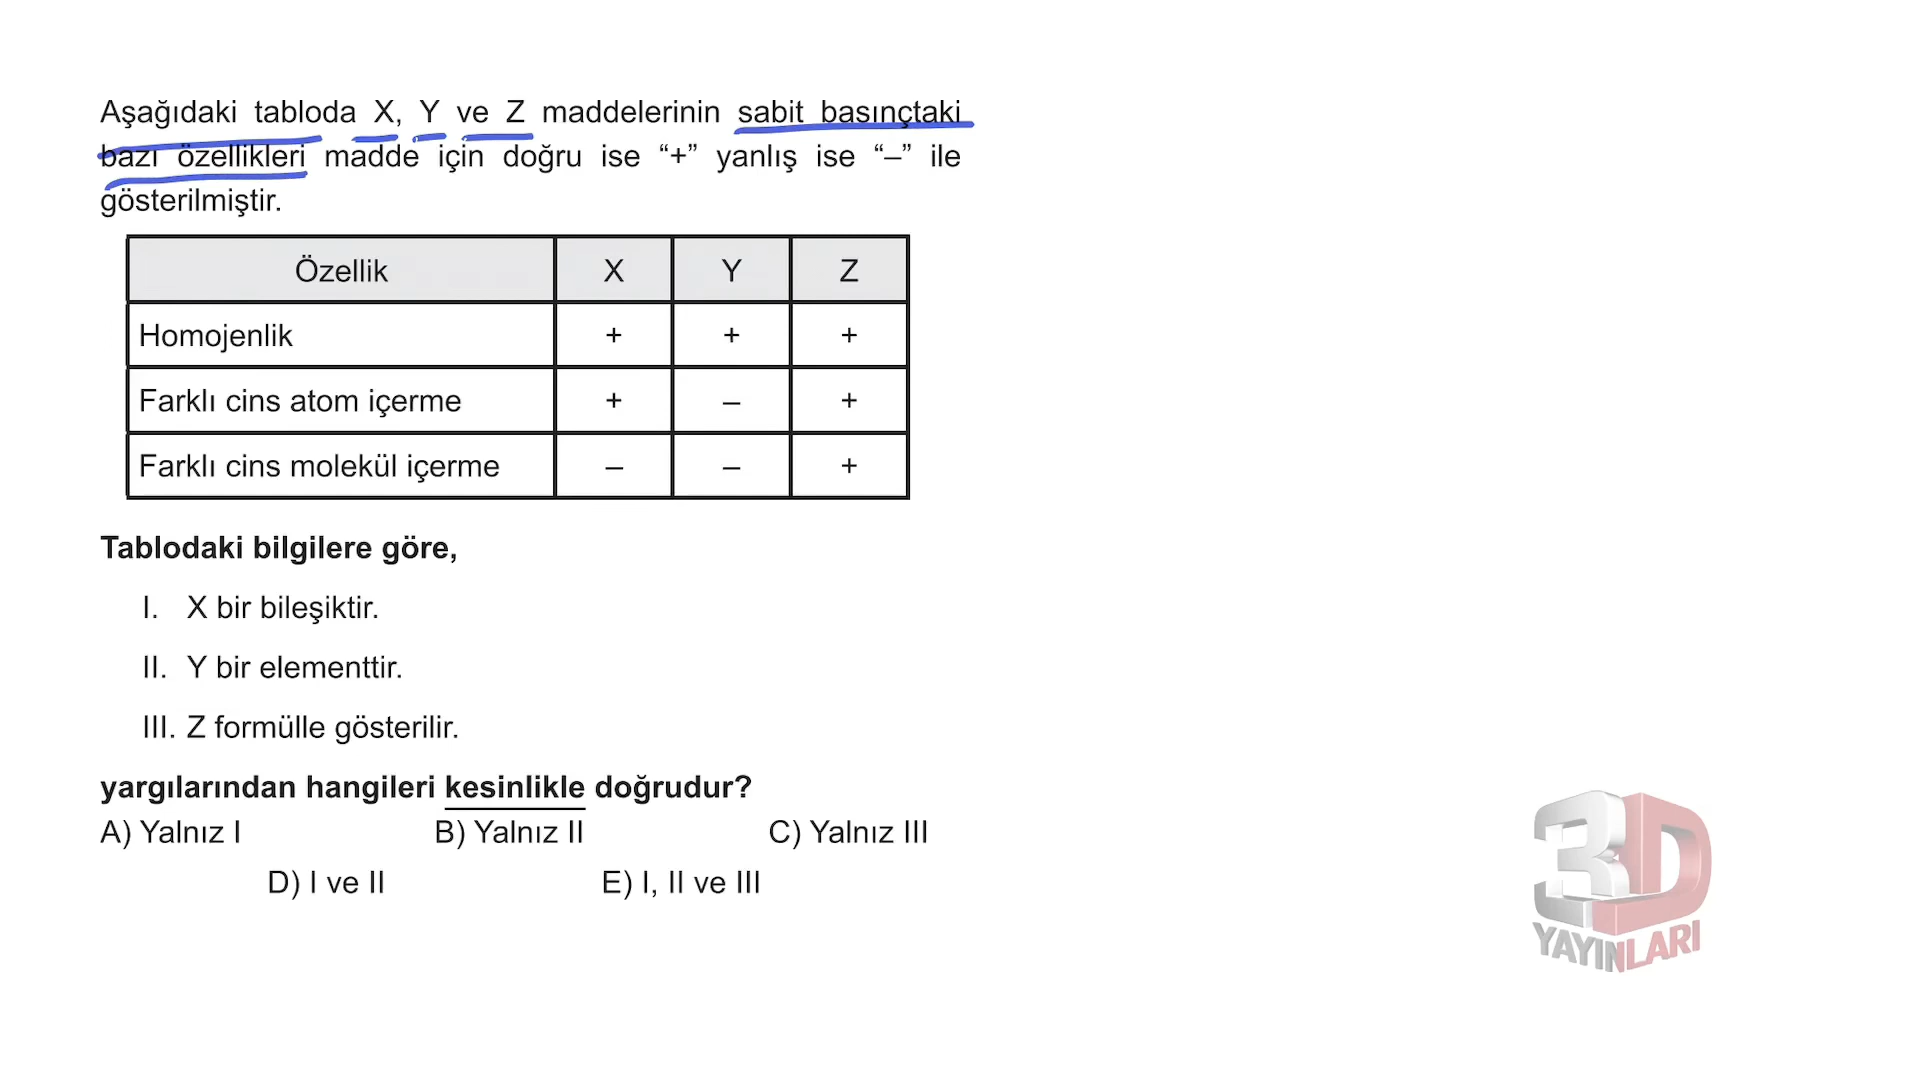 Aşağıdaki tabloda X, Y ve Z maddelerinin sabit basınçtaki
bazı özellikleri madde için doğru ise “+” yanlış ise “–” ile
gösterilmiştir.
Özellik X Y Z
Homojenlik + + +
Farklı cins atom içerme + – +
Farklı cins molekül içerme – – +
Tablodaki bilgilere göre,
I. X bir bileşiktir.
II. Y bir elementtir.
III. Z formülle gösterilir.
yargılarından hangileri kesinlikle doğrudur?
A) Yalnız I B) Yalnız II C) Yalnız III
D) I ve II E) I, II ve III
3D
YAYINLARI